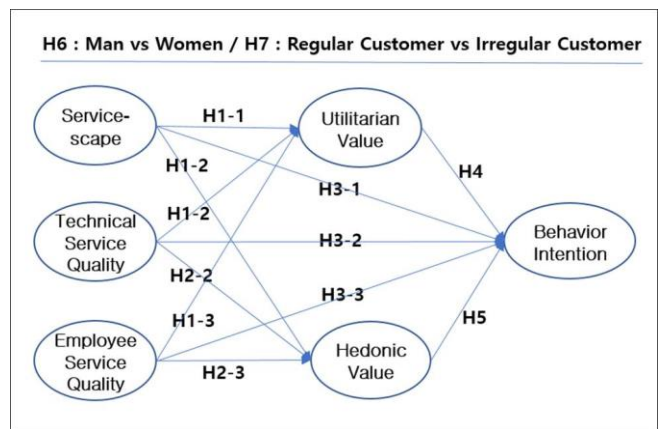 H6 : Man vs Women / H7 : Regular Customer vs Irregular Customer
Service-
scape
H1-1
Utilitarian
Value
H1-2
H4
H3-1
H1-2
Technical
Service
Quality
H3-2
Behavior
Intention
H2-2
H3-3
H1-3
H5
Employee
Service
Quality
H2-3
Hedonic
Value